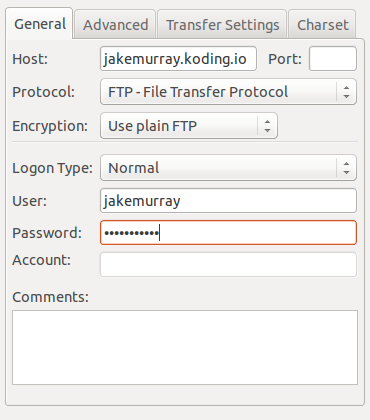 General Advanced Transfer Settings Charset
Host: jakemurray.koding.io Port:
Protocol: FTP - File Transfer Protocol
Encryption: Use plain FTP
Logon Type: Normal
User: jakemurray
Password: •••••••••••
Account:
Comments: